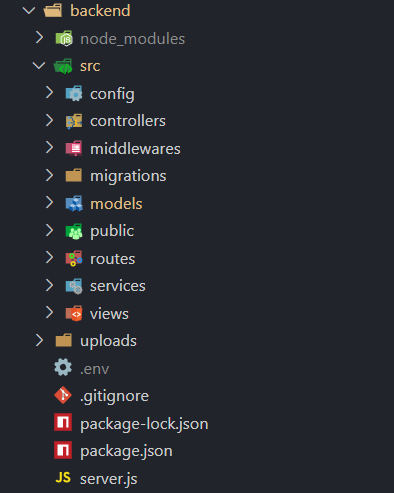 backend
node_modules
src
config
controllers
middlewares
migrations
models
public
routes
services
views
uploads
.env
.gitignore
package-lock.json
package.json
JS server.js